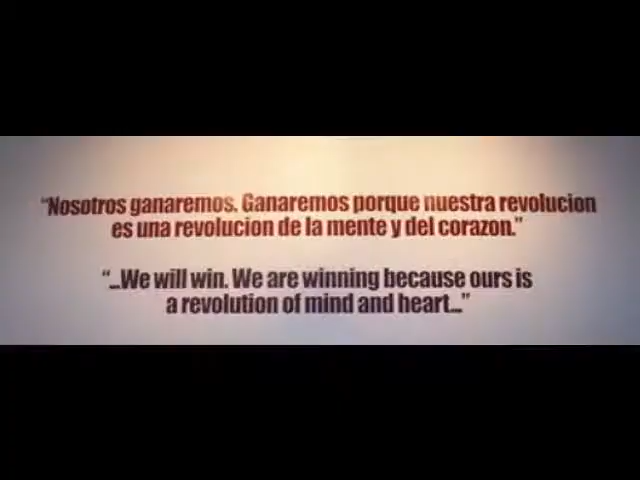 “Nosotros ganaremos. Ganaremos porque nuestra revolucion
es una revolucion de la mente y del corazon.”
“...We will win. We are winning because ours is
a revolution of mind and heart...”